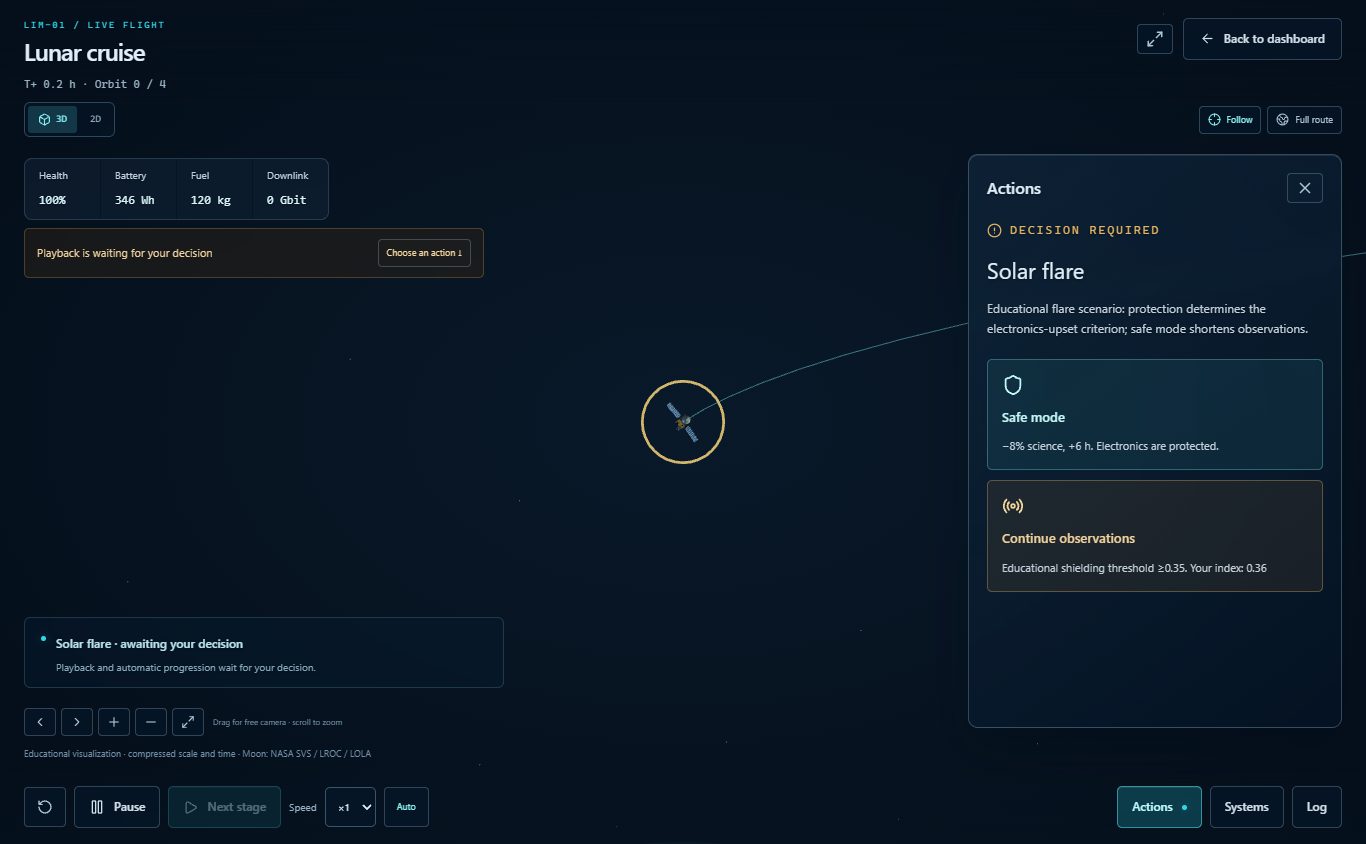 LIM-01 / LIVE FLIGHT
Lunar cruise
T+ 0.2 h · Orbit 0 / 4
Back to dashboard
3D
2D
Follow
Full route
Health
Battery
Fuel
Downlink
100%
346 Wh
120 kg
0 Gbit
Playback is waiting for your decision
Choose an action ↓
Actions
DECISION REQUIRED
Solar flare
Educational flare scenario: protection determines the
electronics-upset criterion; safe mode shortens observations.
Safe mode
−8% science, +6 h. Electronics are protected.
Continue observations
Educational shielding threshold ≥0.35. Your index: 0.36
Solar flare · awaiting your decision
Playback and automatic progression wait for your decision.
Drag for free camera · scroll to zoom
Educational visualization · compressed scale and time · Moon: NASA SVS / LROC / LOLA
Pause
Next stage
Speed
×1
Auto
Actions
Systems
Log